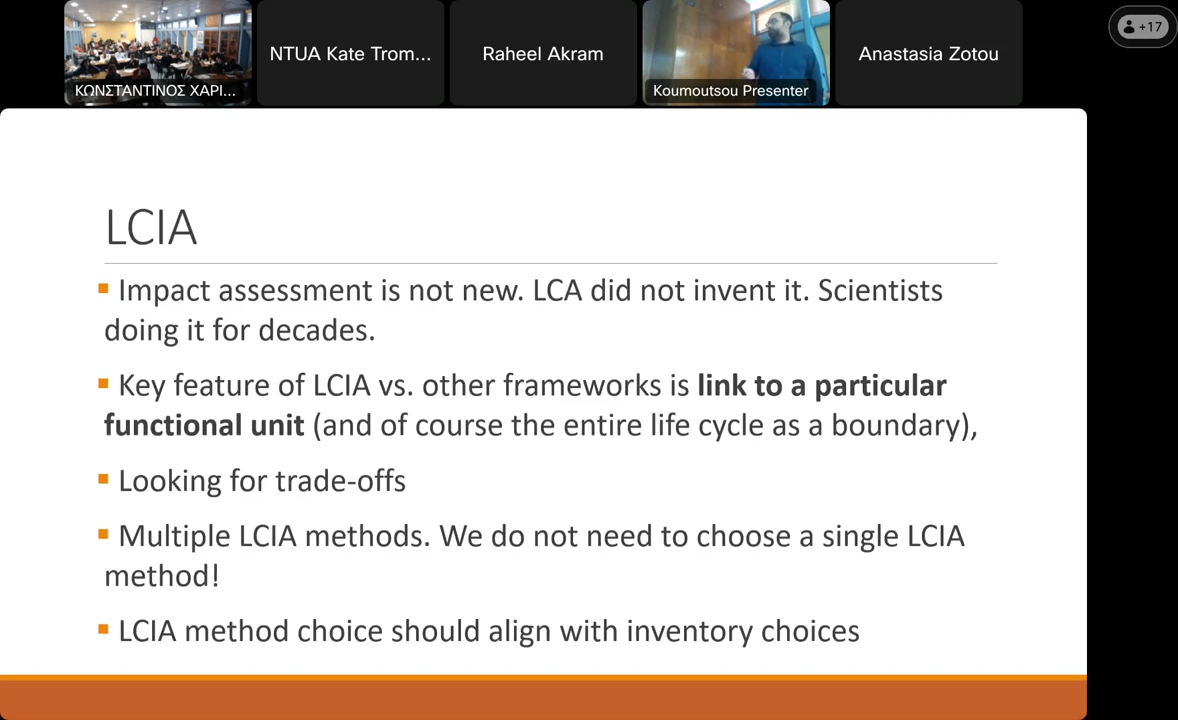 ΚΩΝΣΤΑΝΤΙΝΟΣ ΧΑΡΙ...
NTUA Kate Trom...
Raheel Akram
Koumoutsou Presenter
Anastasia Zotou
+17
LCIA
▪ Impact assessment is not new. LCA did not invent it. Scientists
doing it for decades.
▪ Key feature of LCIA vs. other frameworks is link to a particular
functional unit (and of course the entire life cycle as a boundary),
▪ Looking for trade-offs
▪ Multiple LCIA methods. We do not need to choose a single LCIA
method!
▪ LCIA method choice should align with inventory choices